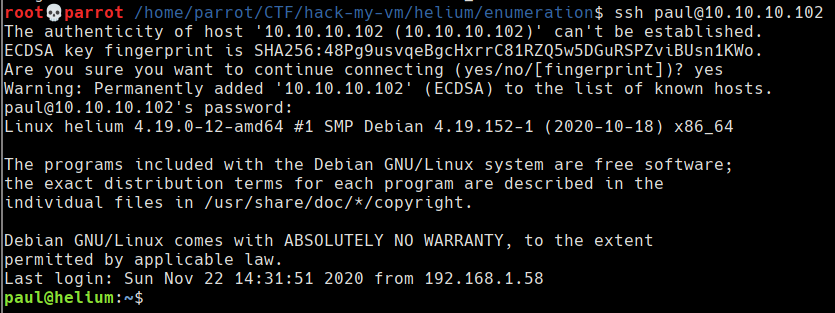 root💀parrot /home/parrot/CTF/hack-my-vm/helium/enumeration$ ssh paul@10.10.10.102
The authenticity of host '10.10.10.102 (10.10.10.102)' can't be established.
ECDSA key fingerprint is SHA256:48Pg9usvqeBgcHxrrC81RZQ5w5DGuRSPZviBUsn1KWo.
Are you sure you want to continue connecting (yes/no/[fingerprint])? yes
Warning: Permanently added '10.10.10.102' (ECDSA) to the list of known hosts.
paul@10.10.10.102's password:
Linux helium 4.19.0-12-amd64 #1 SMP Debian 4.19.152-1 (2020-10-18) x86_64
The programs included with the Debian GNU/Linux system are free software;
the exact distribution terms for each program are described in the
individual files in /usr/share/doc/*/copyright.
Debian GNU/Linux comes with ABSOLUTELY NO WARRANTY, to the extent
permitted by applicable law.
Last login: Sun Nov 22 14:31:51 2020 from 192.168.1.58
paul@helium:~$